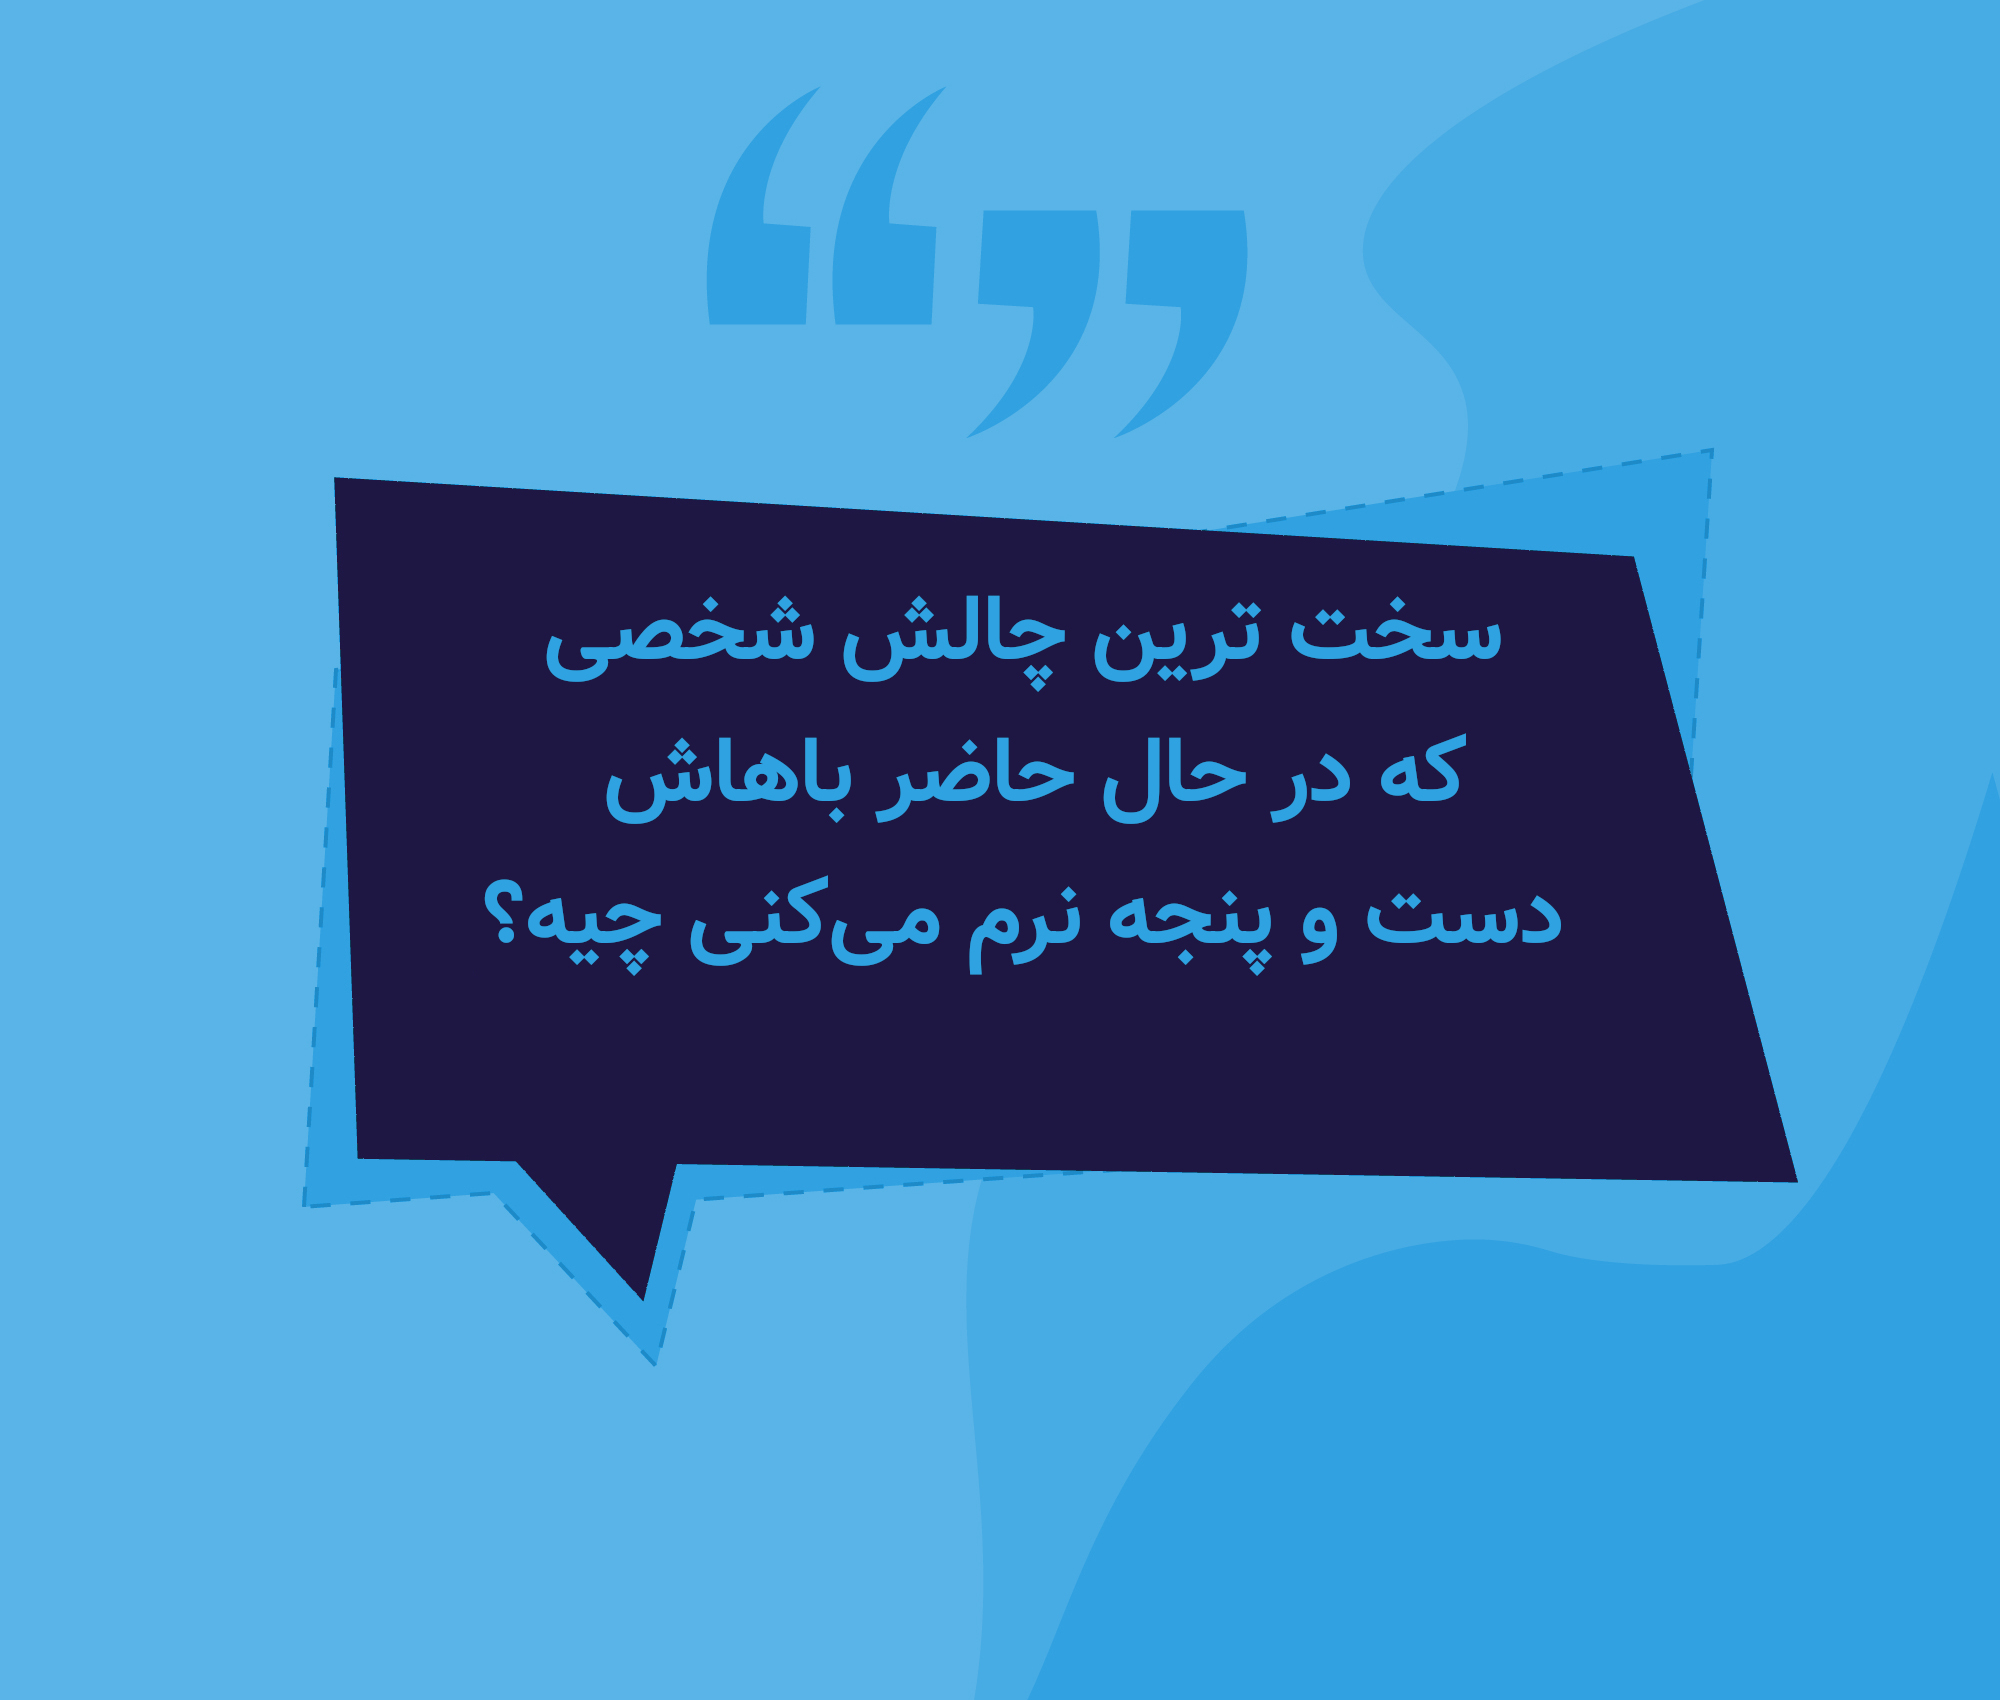 سخت ترین چالش شخصی
که در حال حاضر باهاش
دست و پنجه نرم می‌کنی چیه؟